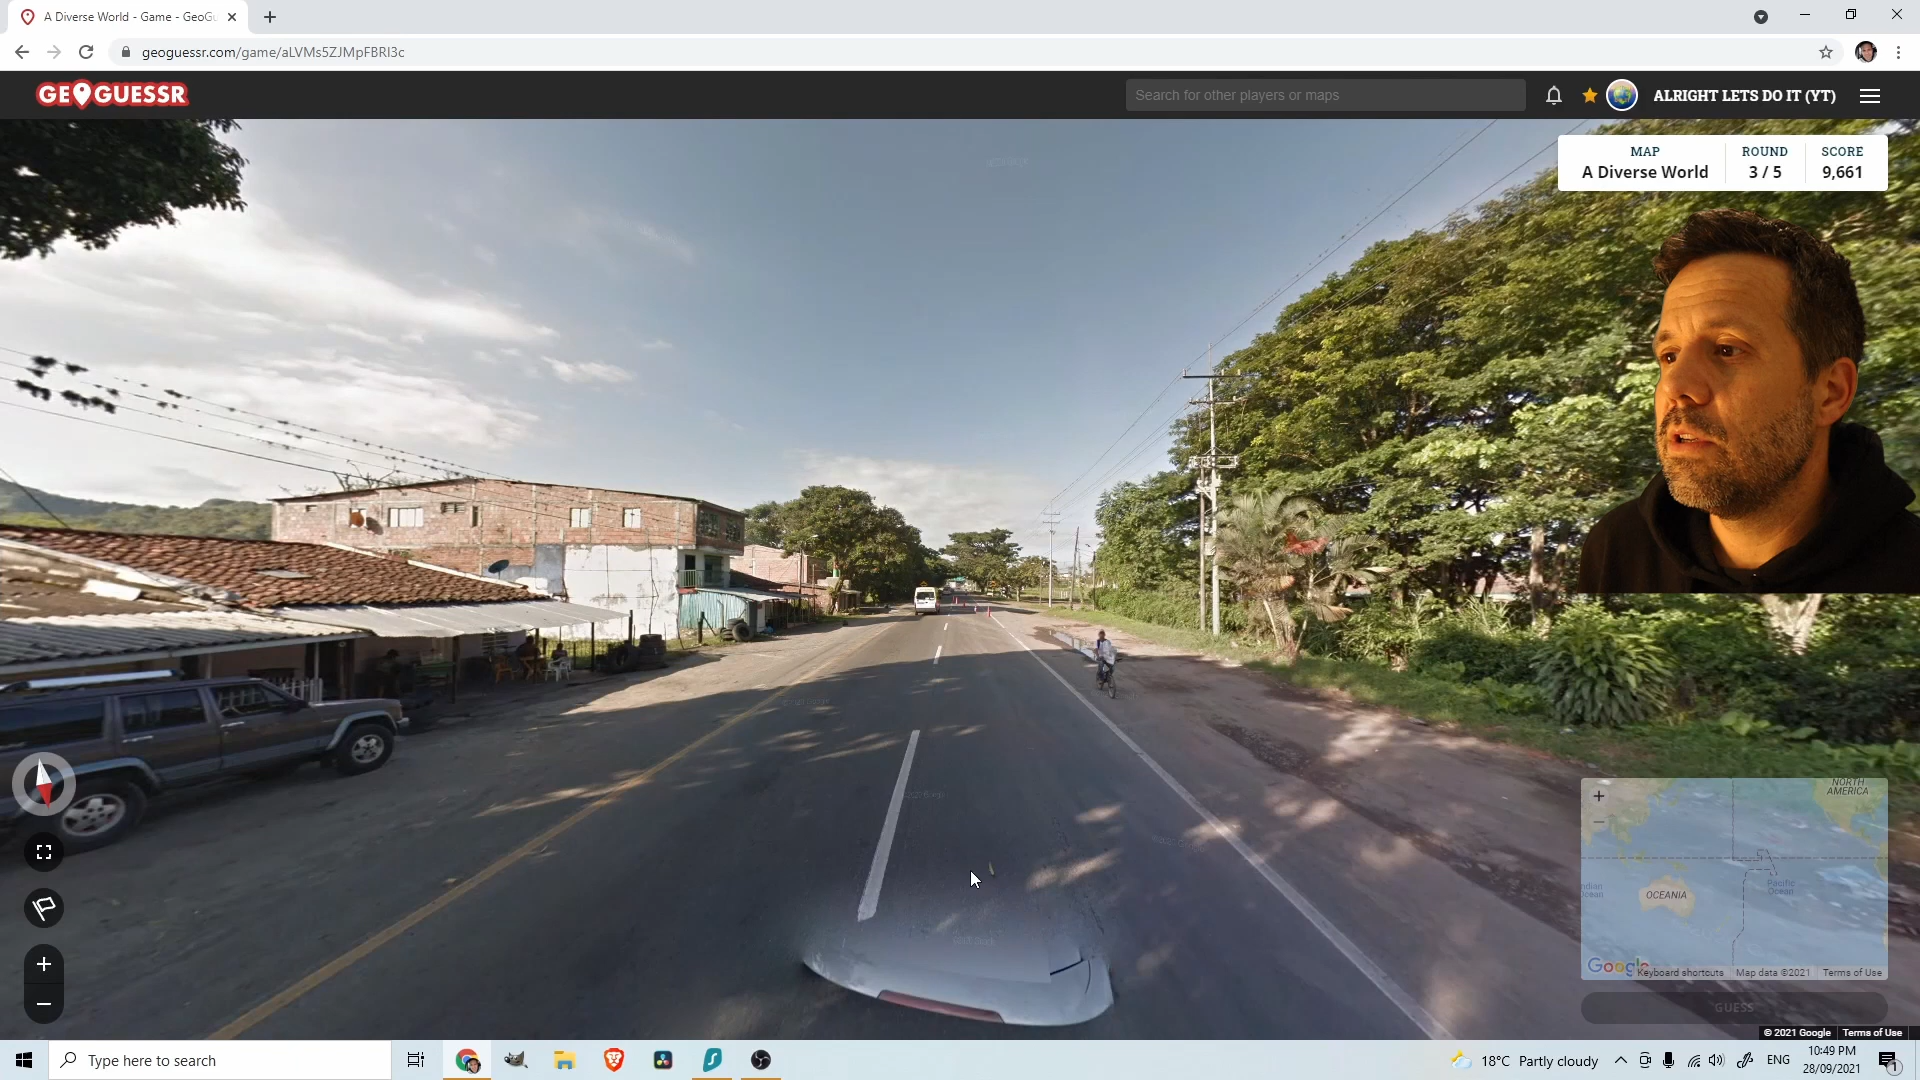 A Diverse World - Game - GeoGu
geoguessr.com/game/aLVMs5ZJMpFBRI3c
GEOGUESSR
Search for other players or maps
ALRIGHT LETS DO IT (YT)
MAP
A Diverse World
ROUND
3 / 5
SCORE
9,661
NORTH
AMERICA
OCEANIA
Pacific
Ocean
Indian
Ocean
Google
Keyboard shortcuts
Map data ©2021
Terms of Use
GUESS
© 2021 Google
Terms of Use
Type here to search
18°C Partly cloudy
ENG
10:49 PM
28/09/2021
1